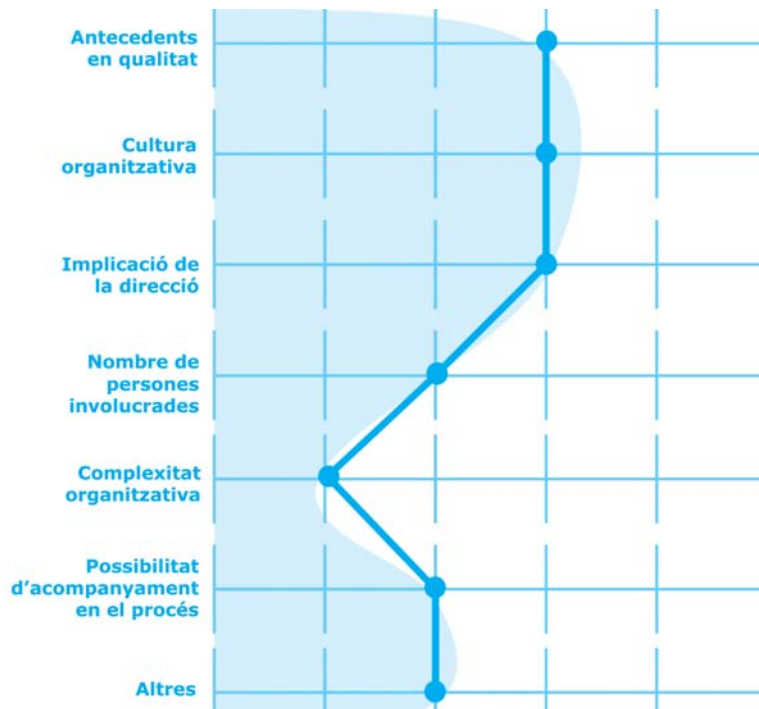 Antecedents
en qualitat
Cultura
organitzativa
Implicació de
la direcció
Nombre de
persones
involucrades
Complexitat
organitzativa
Possibilitat
d'acompanyament
en el procés
Altres